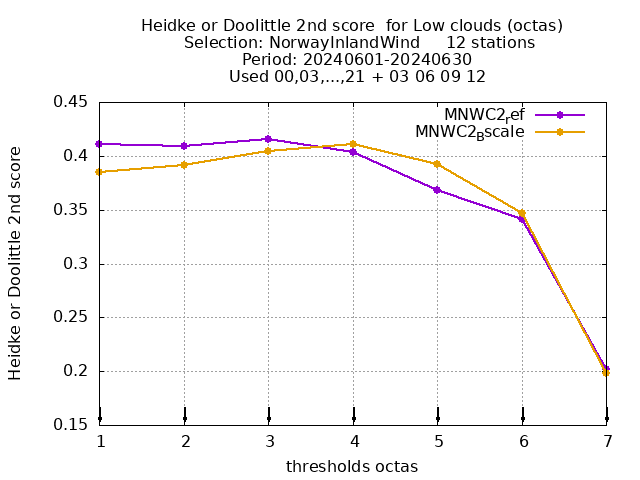 Heidke or Doolittle 2nd score  for Low clouds (octas)
Selection: NorwayInlandWind     12 stations
Period: 20240601-20240630
Used 00,03,...,21 + 03 06 09 12
MNWC2_ref
MNWC2_Bscale
Heidke or Doolittle 2nd score
0.45
0.4
0.35
0.3
0.25
0.2
0.15
1 2 3 4 5 6 7
thresholds octas